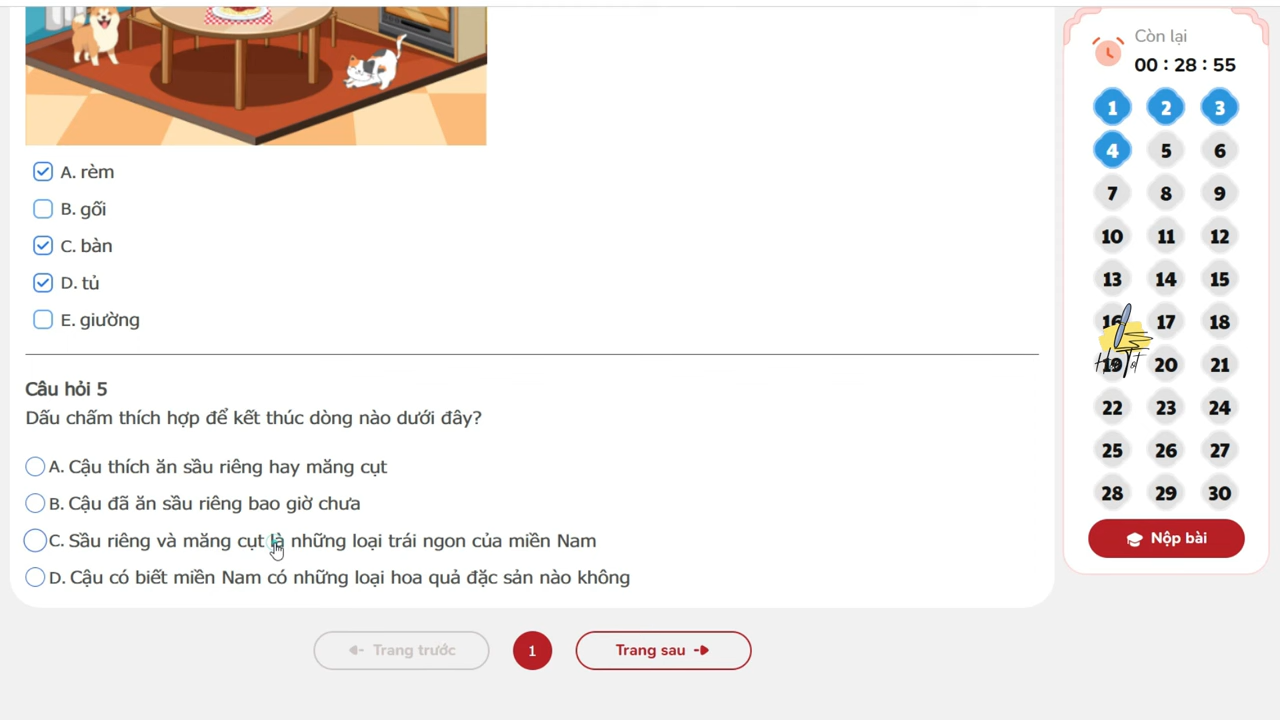 A. rèm
B. gối
C. bàn
D. tủ
E. giường
Câu hỏi 5
Dấu chấm thích hợp để kết thúc dòng nào dưới đây?
A. Cậu thích ăn sầu riêng hay măng cụt
B. Cậu đã ăn sầu riêng bao giờ chưa
C. Sầu riêng và măng cụt là những loại trái ngon của miền Nam
D. Cậu có biết miền Nam có những loại hoa quả đặc sản nào không
Trang trước
1
Trang sau
Còn lại
00 : 28 : 55
1 2 3
4 5 6
7 8 9
10 11 12
13 14 15
16 17 18
19 20 21
22 23 24
25 26 27
28 29 30
Nộp bài